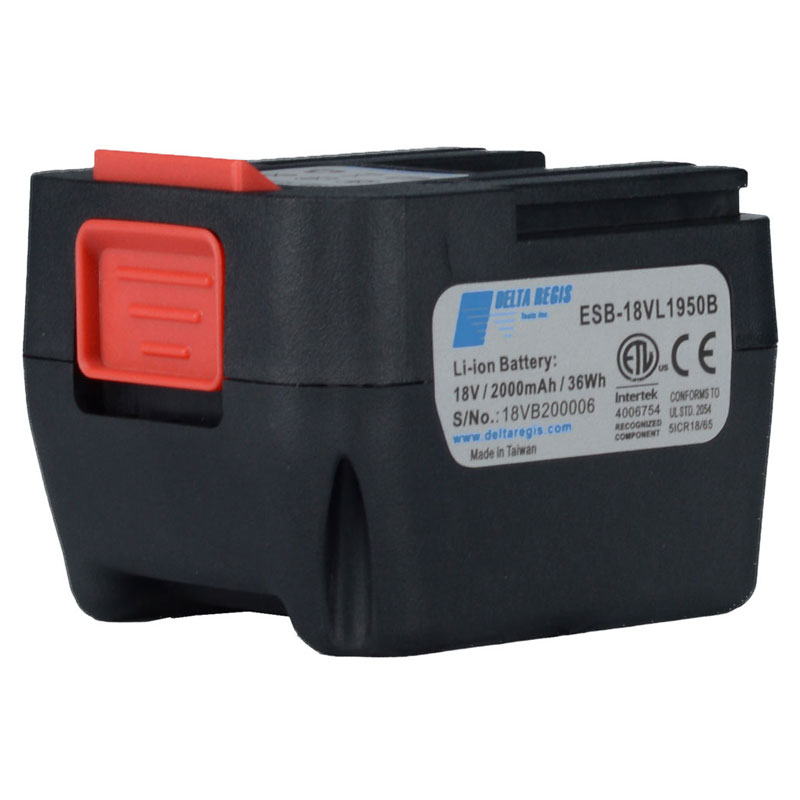 DELTA REGIS
Tools Inc.
ESB-18VL1950B
Li-ion Battery:
18V / 2000mAh / 36Wh
S/No.: 18VB200006
www.deltaregis.com
Made in Taiwan
ETL
us
CE
Intertek
4006754
RECOGNIZED
COMPONENT
CONFORMS TO
UL STD. 2054
5ICR18/65